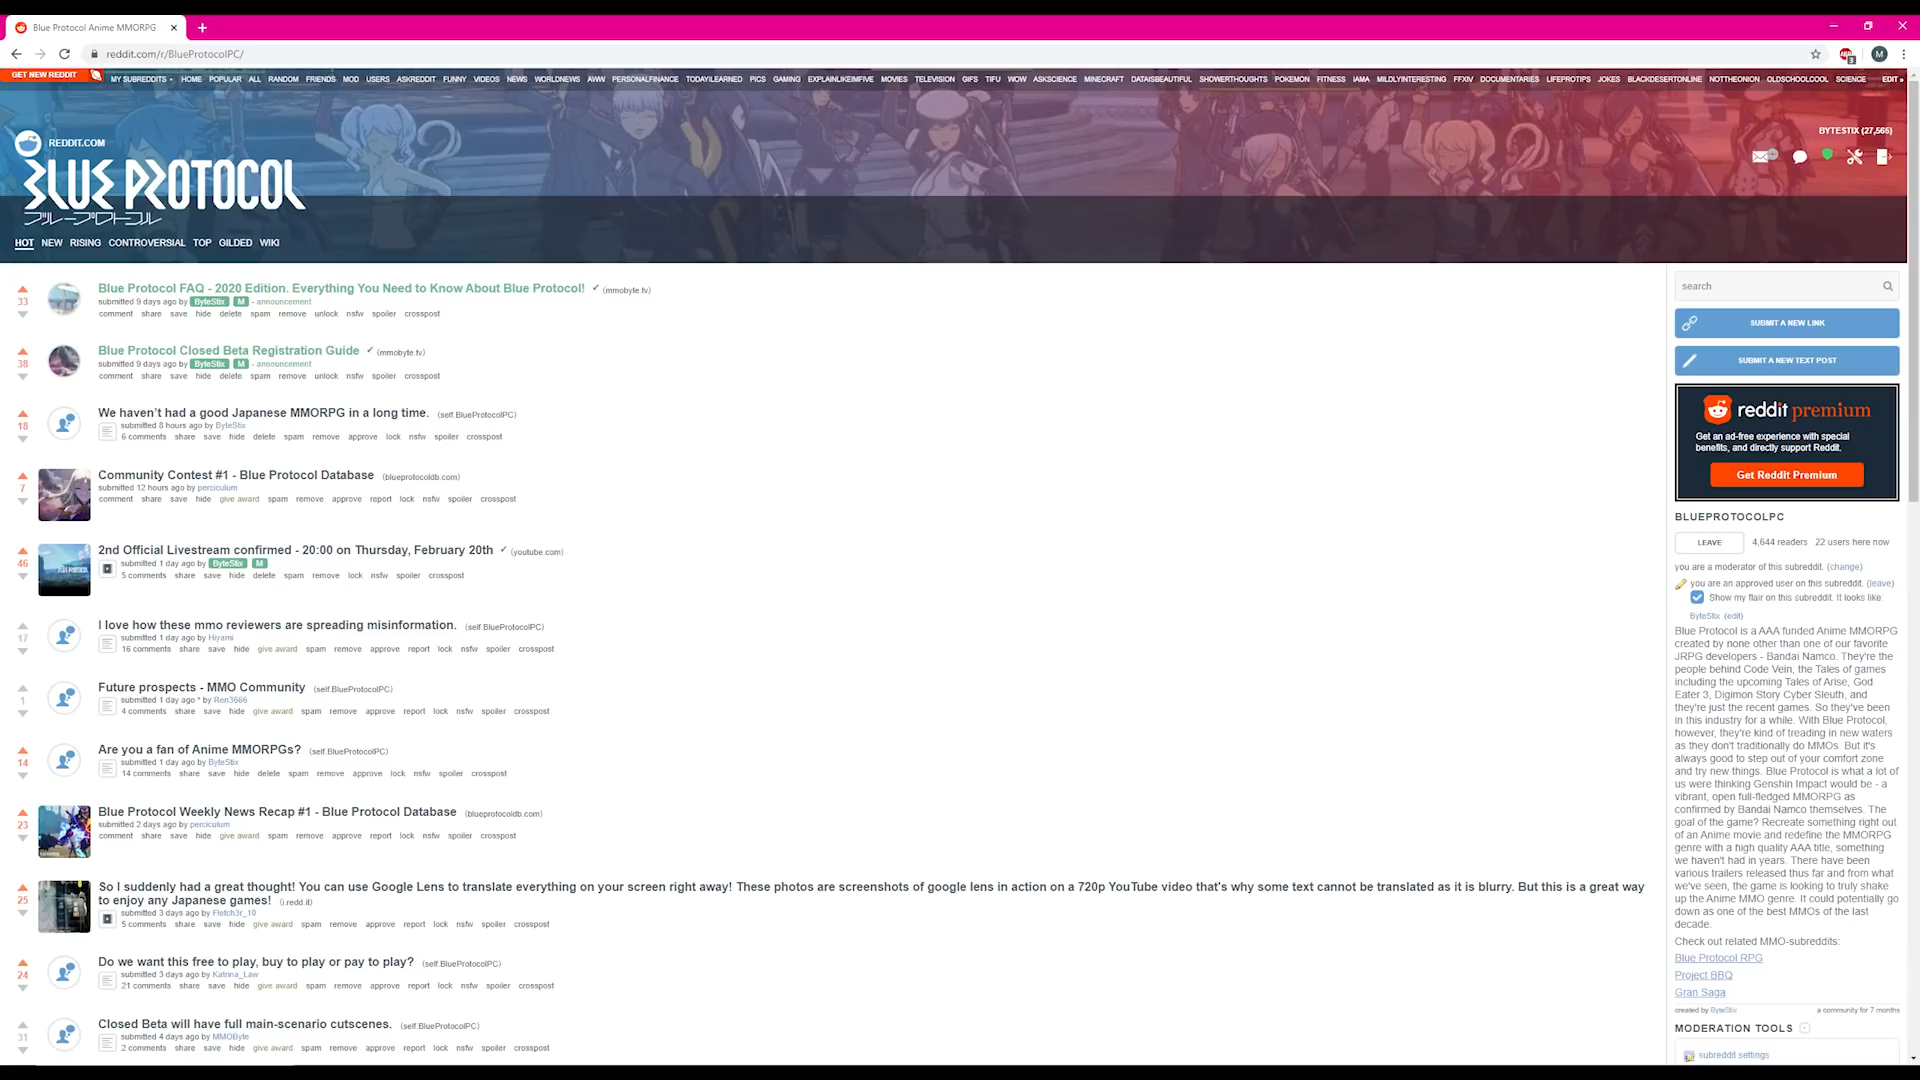 Blue Protocol Anime MMORPG
reddit.com/r/BlueProtocolPC/
GET NEW REDDIT MY SUBREDDITS HOME POPULAR ALL RANDOM FRIENDS MOD USERS ASKREDDIT FUNNY VIDEOS NEWS WORLDNEWS AWW PERSONALFINANCE TODAYILEARNED PICS GAMING EXPLAINLIKEIMFIVE MOVIES TELEVISION GIFS TIFU WOW ASKSCIENCE MINECRAFT DATAISBEAUTIFUL SHOWERTHOUGHTS POKEMON FITNESS IAMA MILDLYINTERESTING FFXIV DOCUMENTARIES LIFEPROTIPS JOKES BLACKDESERTONLINE NOTTHEONION OLDSCHOOLCOOL SCIENCE EDIT »
BYTESTIX (27,565)
REDDIT.COM
BLUE PROTOCOL
ブループロトコル
HOT NEW RISING CONTROVERSIAL TOP GILDED WIKI
33
Blue Protocol FAQ - 2020 Edition. Everything You Need to Know About Blue Protocol! ✓ (mmobyte.tv)
submitted 9 days ago by ByteStix M - announcement
comment share save hide delete spam remove unlock nsfw spoiler crosspost
38
Blue Protocol Closed Beta Registration Guide ✓ (mmobyte.tv)
submitted 9 days ago by ByteStix M - announcement
comment share save hide delete spam remove unlock nsfw spoiler crosspost
18
We haven't had a good Japanese MMORPG in a long time. (self.BlueProtocolPC)
submitted 8 hours ago by ByteStix
6 comments share save hide delete spam remove approve lock nsfw spoiler crosspost
7
Community Contest #1 - Blue Protocol Database (blueprotocoldb.com)
submitted 12 hours ago by perciculum
comment share save hide give award spam remove approve report lock nsfw spoiler crosspost
46
2nd Official Livestream confirmed - 20:00 on Thursday, February 20th ✓ (youtube.com)
submitted 1 day ago by ByteStix M
5 comments share save hide delete spam remove lock nsfw spoiler crosspost
17
I love how these mmo reviewers are spreading misinformation. (self.BlueProtocolPC)
submitted 1 day ago by Hiyami
16 comments share save hide give award spam remove approve report lock nsfw spoiler crosspost
1
Future prospects - MMO Community (self.BlueProtocolPC)
submitted 1 day ago * by Ren3666
4 comments share save hide give award spam remove approve report lock nsfw spoiler crosspost
14
Are you a fan of Anime MMORPGs? (self.BlueProtocolPC)
submitted 1 day ago by ByteStix
14 comments share save hide delete spam remove approve lock nsfw spoiler crosspost
23
Blue Protocol Weekly News Recap #1 - Blue Protocol Database (blueprotocoldb.com)
submitted 2 days ago by perciculum
comment share save hide give award spam remove approve report lock nsfw spoiler crosspost
25
So I suddenly had a great thought! You can use Google Lens to translate everything on your screen right away! These photos are screenshots of google lens in action on a 720p YouTube video that's why some text cannot be translated as it is blurry. But this is a great way
to enjoy any Japanese games! (i.redd.it)
submitted 3 days ago by Fletch3r_10
5 comments share save hide give award spam remove approve report lock nsfw spoiler crosspost
24
Do we want this free to play, buy to play or pay to play? (self.BlueProtocolPC)
submitted 3 days ago by Katrina_Law
21 comments share save hide give award spam remove approve report lock nsfw spoiler crosspost
31
Closed Beta will have full main-scenario cutscenes. (self.BlueProtocolPC)
submitted 4 days ago by MMOByte
2 comments share save hide give award spam remove approve report lock nsfw spoiler crosspost
search
SUBMIT A NEW LINK
SUBMIT A NEW TEXT POST
reddit premium
Get an ad-free experience with special
benefits, and directly support Reddit.
Get Reddit Premium
BLUEPROTOCOLPC
LEAVE 4,644 readers 22 users here now
you are a moderator of this subreddit. (change)
you are an approved user on this subreddit. (leave)
Show my flair on this subreddit. It looks like:
ByteStix (edit)
Blue Protocol is a AAA funded Anime MMORPG
created by none other than one of our favorite
JRPG developers - Bandai Namco. They're the
people behind Code Vein, the Tales of games
including the upcoming Tales of Arise, God
Eater 3, Digimon Story Cyber Sleuth, and
they're just the recent games. So they've been
in this industry for a while. With Blue Protocol,
however, they're kind of treading in new waters
as they don't traditionally do MMOs. But it's
always good to step out of your comfort zone
and try new things. Blue Protocol is what a lot of
us were thinking Genshin Impact would be - a
vibrant, open full-fledged MMORPG as
confirmed by Bandai Namco themselves. The
goal of the game? Recreate something right out
of an Anime movie and redefine the MMORPG
genre with a high quality AAA title, something
we haven't had in years. There have been
various trailers released thus far and from what
we've seen, the game is looking to truly shake
up the Anime MMO genre. It could potentially go
down as one of the best MMOs of the last
decade.
Check out related MMO-subreddits:
Blue Protocol RPG
Project BBQ
Gran Saga
created by ByteStix a community for 7 months
MODERATION TOOLS
subreddit settings